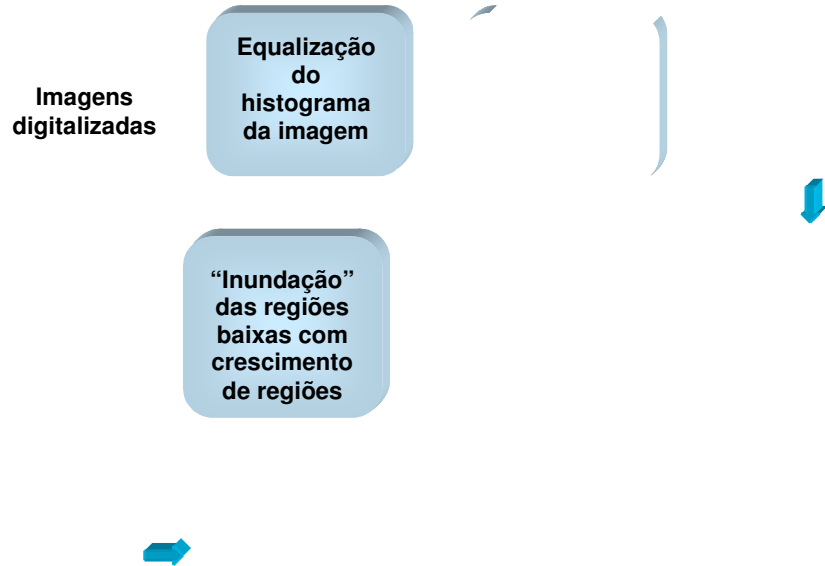 Imagens
digitalizadas
Equalização
do
histograma
da imagem
“Inundação”
das regiões
baixas com
crescimento
de regiões